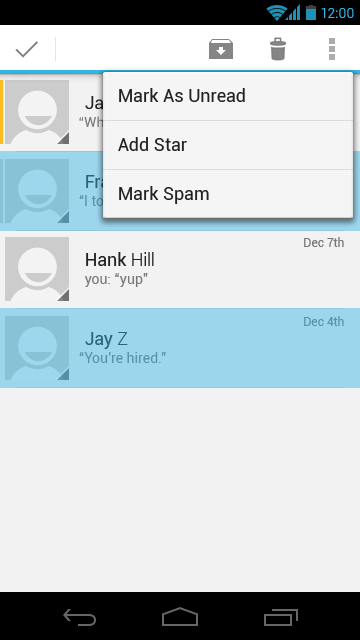 12:00
Mark As Unread
Add Star
Mark Spam
Ja
“Wh
Fra
“I to
Dec 7th
Hank Hill
you: “yup”
Dec 4th
Jay Z
“You’re hired.”